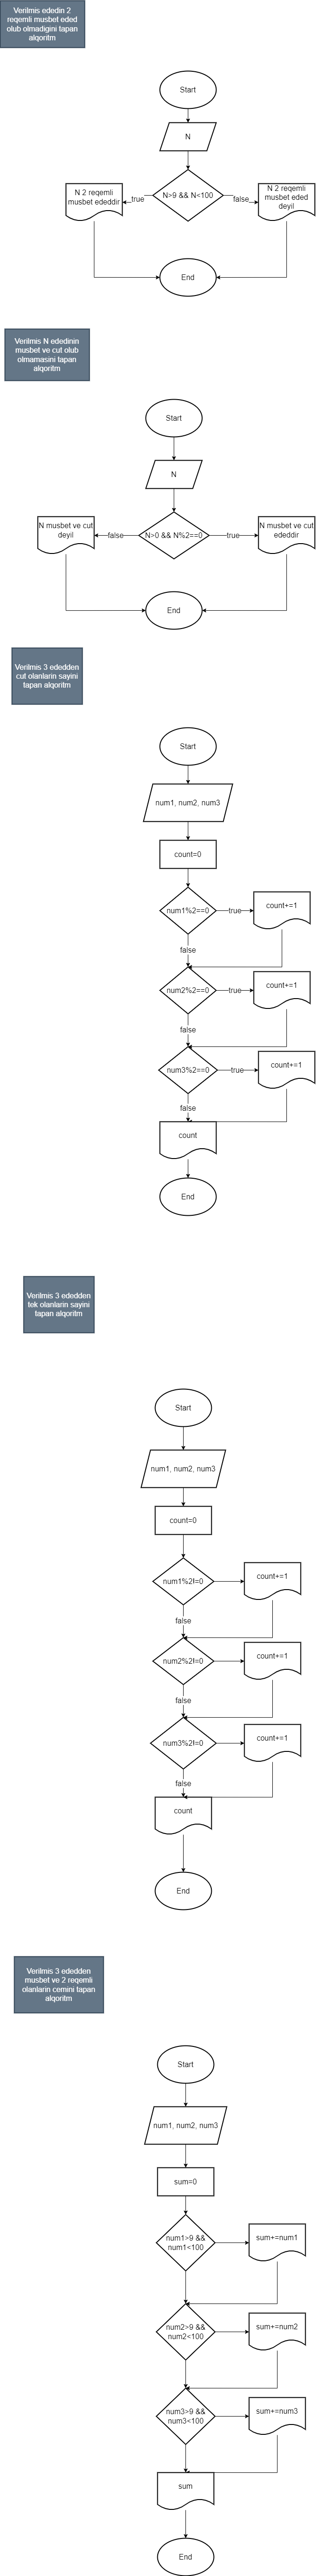 Verilmis ededin 2
reqemli musbet eded
olub olmadigini tapan
alqoritm
Start
N
N>9 && N<100
true
false
N 2 reqemli
musbet ededdir
N 2 reqemli
musbet eded
deyil
End
Verilmis N ededinin
musbet ve cut olub
olmamasini tapan
alqoritm
Start
N
N>0 && N%2==0
false
true
N musbet ve cut
deyil
N musbet ve cut
ededdir
End
Verilmis 3 ededden
cut olanlarin sayini
tapan alqoritm
Start
num1, num2, num3
count=0
num1%2==0
true
count+=1
false
num2%2==0
true
count+=1
false
num3%2==0
true
count+=1
false
count
End
Verilmis 3 ededden
tek olanlarin sayini
tapan alqoritm
Start
num1, num2, num3
count=0
num1%2!=0
count+=1
false
num2%2!=0
count+=1
false
num3%2!=0
count+=1
false
count
End
Verilmis 3 ededden
musbet ve 2 reqemli
olanlarin cemini tapan
alqoritm
Start
num1, num2, num3
sum=0
num1>9 &&
num1<100
sum+=num1
num2>9 &&
num2<100
sum+=num2
num3>9 &&
num3<100
sum+=num3
sum
End